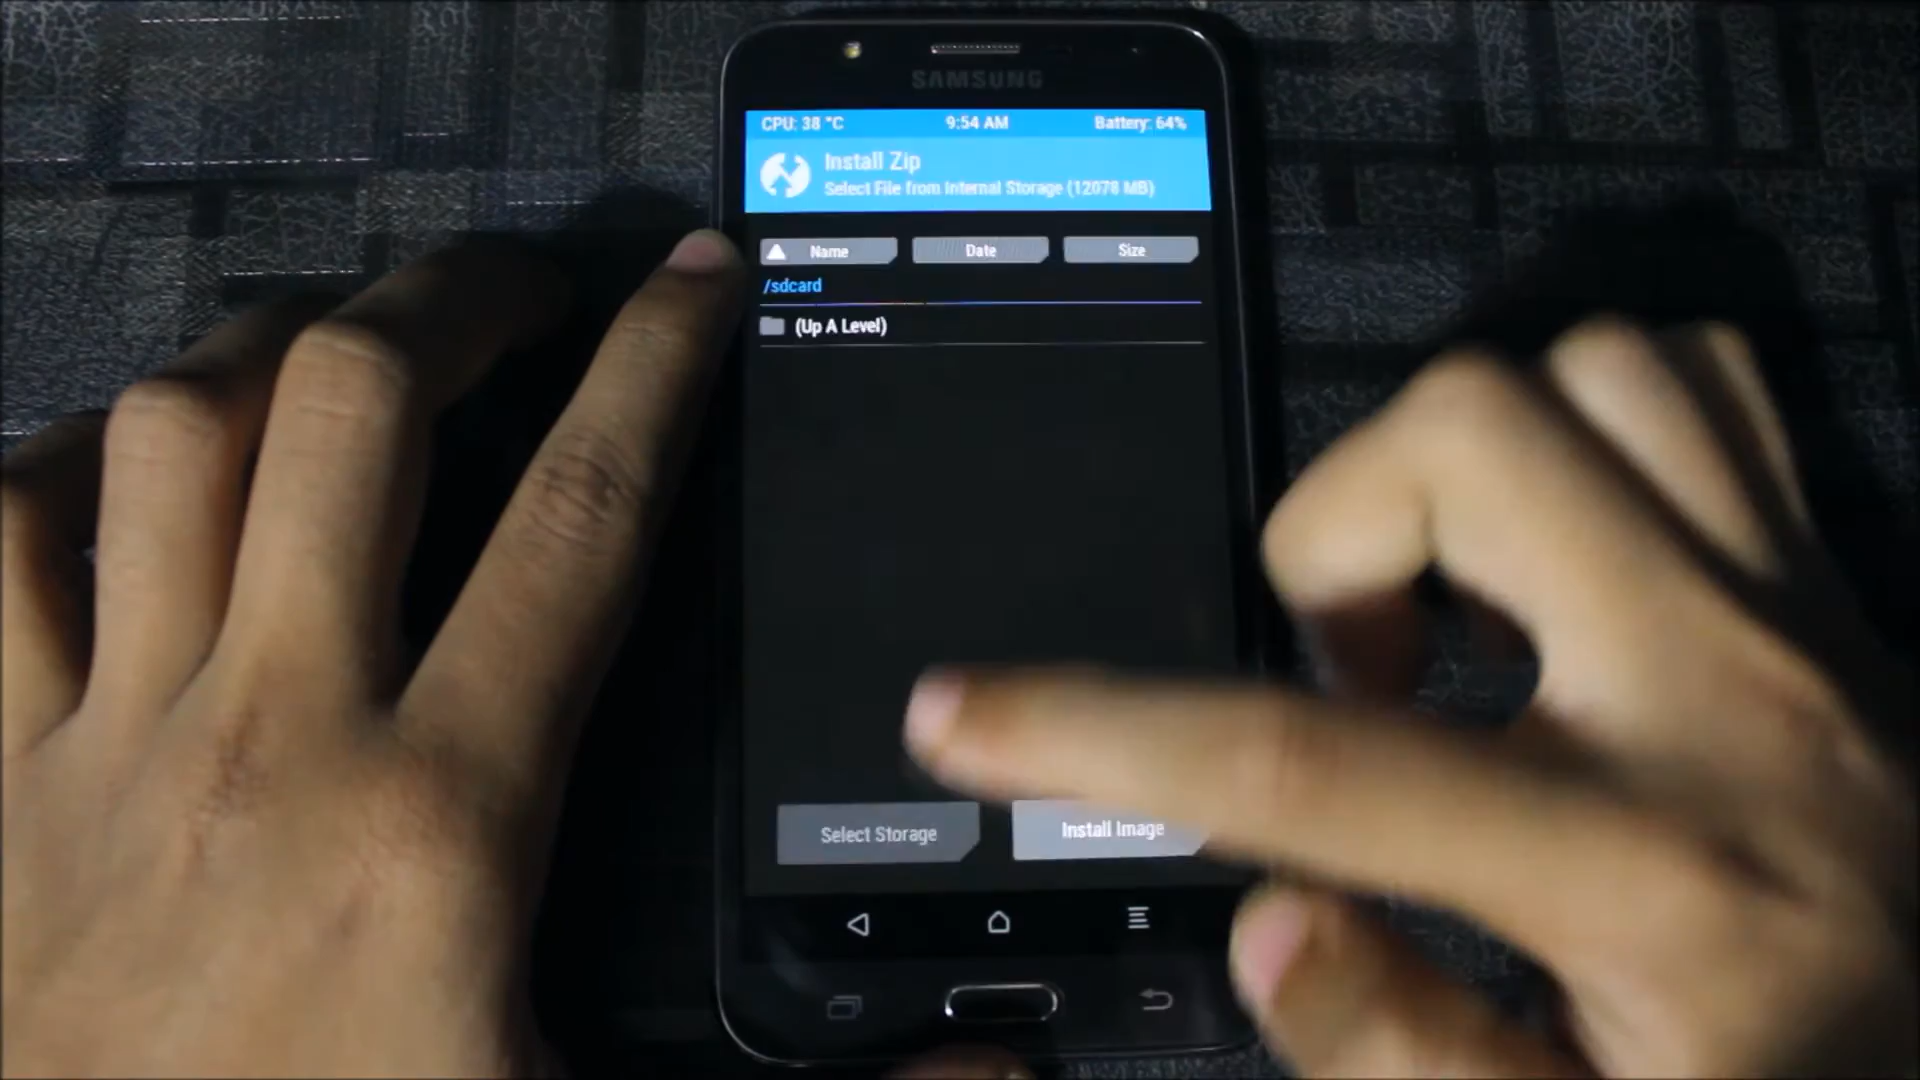 SAMSUNG
CPU: 38 °C
9:54 AM
Battery: 64%
Install Zip
Select File from Internal Storage (12078 MB)
Name
Date
Size
/sdcard
(Up A Level)
Select Storage
Install Image